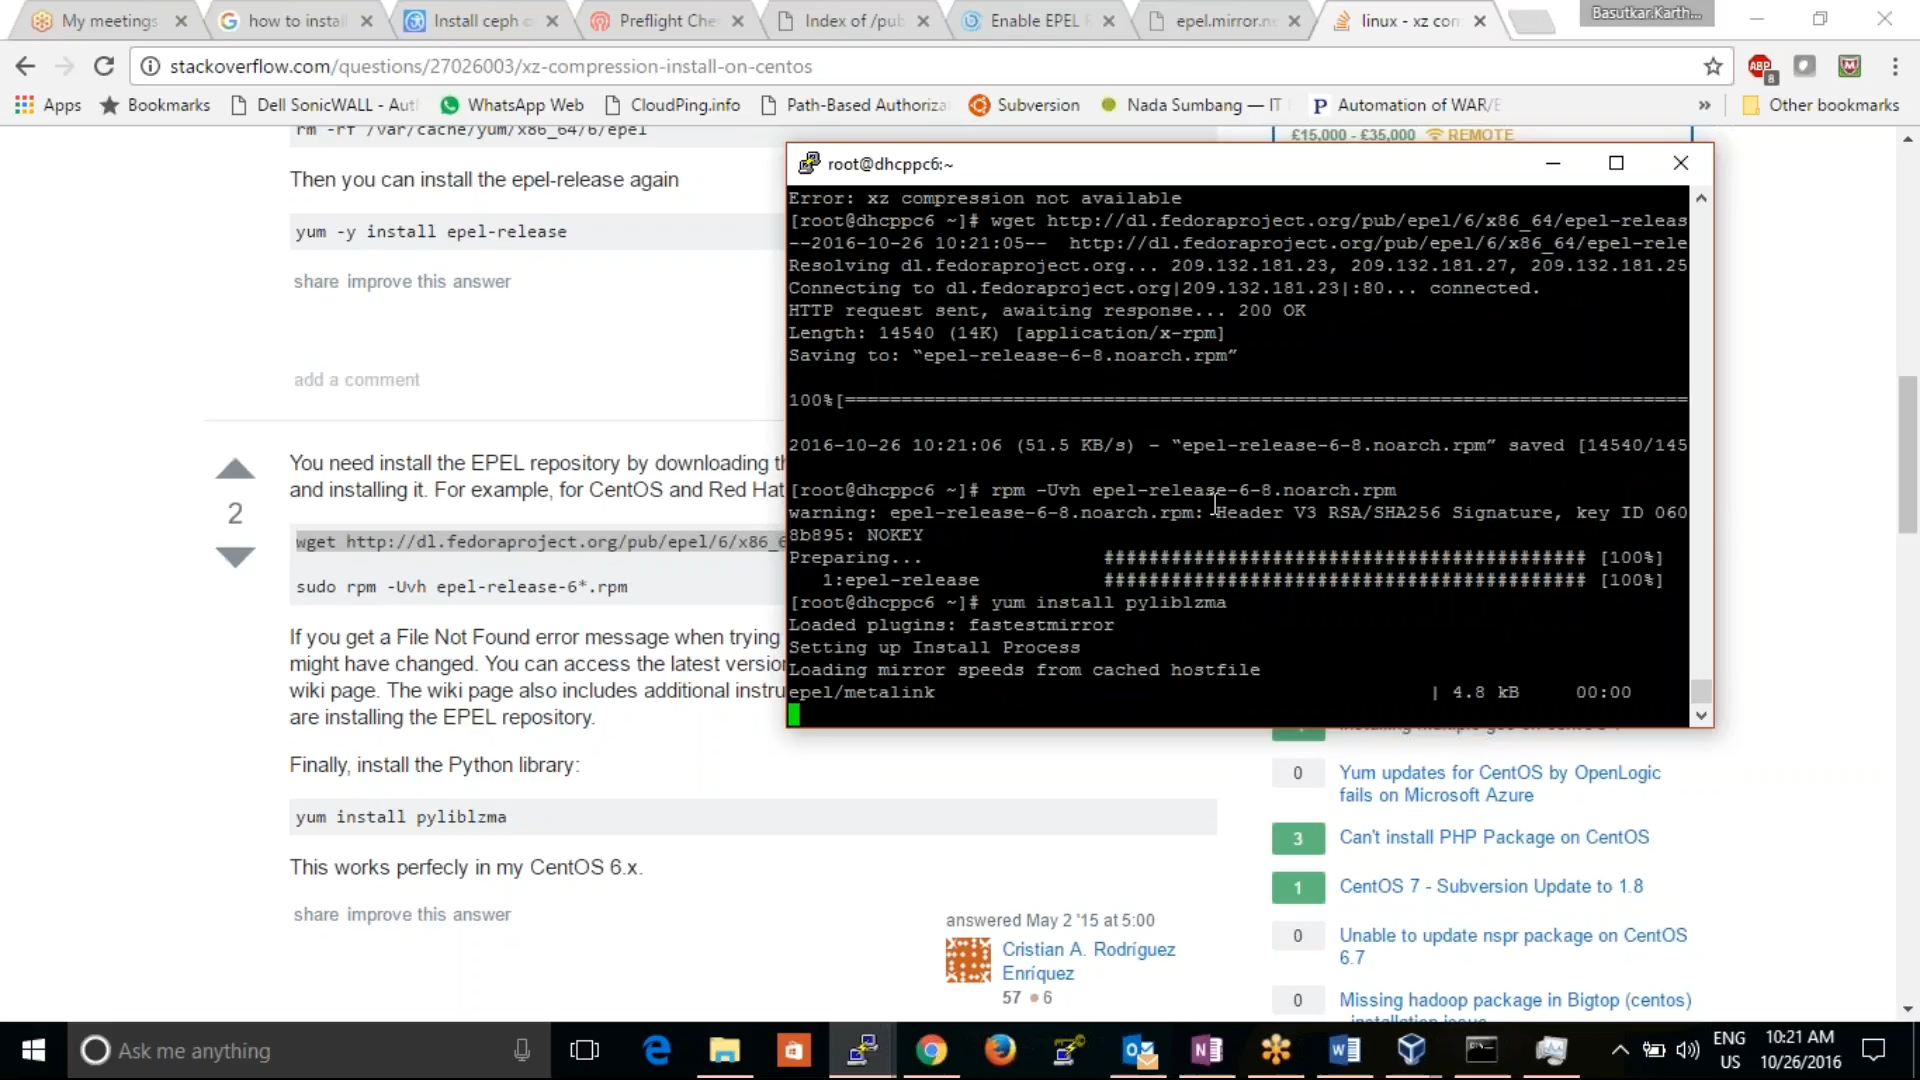 My meetings
how to install
Install ceph c
Preflight Che
Index of /pub
Enable EPEL
epel.mirror.ne
linux - xz com
Basutkar.Karth...
stackoverflow.com/questions/27026003/xz-compression-install-on-centos
ABP
8
Apps
Bookmarks
Dell SonicWALL - Aut
WhatsApp Web
CloudPing.info
Path-Based Authoriza
Subversion
Nada Sumbang — IT
Automation of WAR/E
»
Other bookmarks
rm -rf /var/cache/yum/x86_64/6/epel
Then you can install the epel-release again
yum -y install epel-release
share improve this answer
add a comment
2
You need install the EPEL repository by downloading th
and installing it. For example, for CentOS and Red Hat
wget http://dl.fedoraproject.org/pub/epel/6/x86_6
sudo rpm -Uvh epel-release-6*.rpm
If you get a File Not Found error message when trying
might have changed. You can access the latest version
wiki page. The wiki page also includes additional instru
are installing the EPEL repository.
Finally, install the Python library:
yum install pyliblzma
This works perfecly in my CentOS 6.x.
share improve this answer
answered May 2 '15 at 5:00
Cristian A. Rodríguez
Enríquez
57 ● 6
£15,000 - £35,000 REMOTE
root@dhcppc6:~
Error: xz compression not available
[root@dhcppc6 ~]# wget http://dl.fedoraproject.org/pub/epel/6/x86_64/epel-releas
--2016-10-26 10:21:05-- http://dl.fedoraproject.org/pub/epel/6/x86_64/epel-rele
Resolving dl.fedoraproject.org... 209.132.181.23, 209.132.181.27, 209.132.181.25
Connecting to dl.fedoraproject.org|209.132.181.23|:80... connected.
HTTP request sent, awaiting response... 200 OK
Length: 14540 (14K) [application/x-rpm]
Saving to: “epel-release-6-8.noarch.rpm”
100%[===========================================================================
2016-10-26 10:21:06 (51.5 KB/s) - “epel-release-6-8.noarch.rpm” saved [14540/145
[root@dhcppc6 ~]# rpm -Uvh epel-release-6-8.noarch.rpm
warning: epel-release-6-8.noarch.rpm: Header V3 RSA/SHA256 Signature, key ID 060
8b895: NOKEY
Preparing... ########################################### [100%]
1:epel-release ########################################### [100%]
[root@dhcppc6 ~]# yum install pyliblzma
Loaded plugins: fastestmirror
Setting up Install Process
Loading mirror speeds from cached hostfile
epel/metalink | 4.8 kB 00:00
0
Yum updates for CentOS by OpenLogic
fails on Microsoft Azure
3
Can't install PHP Package on CentOS
1
CentOS 7 - Subversion Update to 1.8
0
Unable to update nspr package on CentOS
6.7
0
Missing hadoop package in Bigtop (centos)
Ask me anything
ENG
US
10:21 AM
10/26/2016